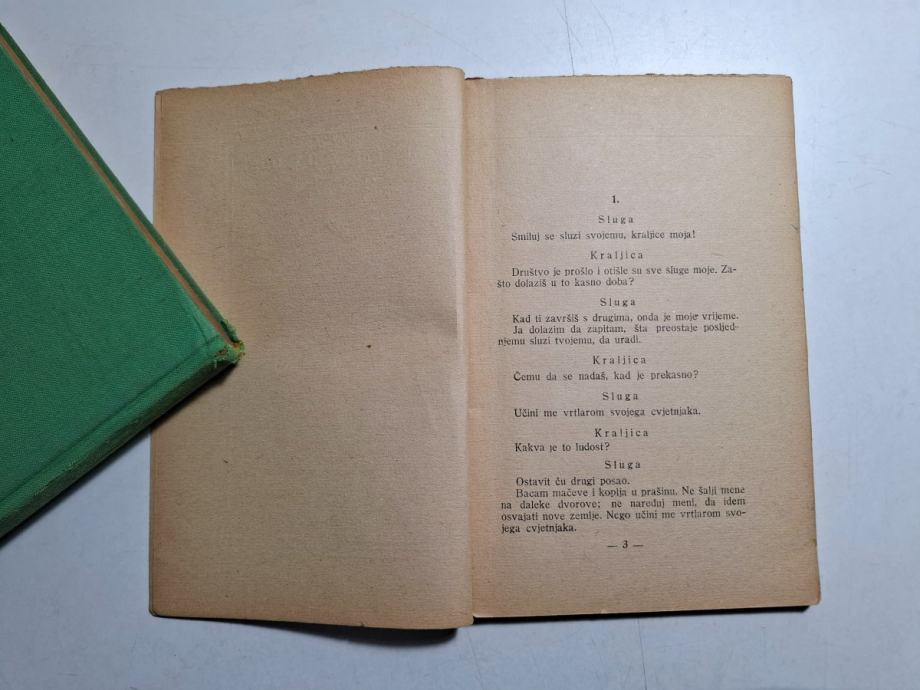 1.
Sluga
Smiluj se sluzi svojemu, kraljice moja!
Kraljica
Društvo je prošlo i otišle su sve sluge moje. Za-
što dolaziš u to kasno doba?
Sluga
Kad ti završiš s drugima, onda je moje vrijeme.
Ja dolazim da zapitam, šta preostaje posljed-
njemu sluzi tvojemu, da uradi.
Kraljica
Čemu da se nadaš, kad je prekasno?
Sluga
Učini me vrtlarom svojega cvjetnjaka.
Kraljica
Kakva je to ludost?
Sluga
Ostavit ću drugi posao.
Bacam mačeve i koplja u prašinu. Ne šalji mene
na daleke dvorove; ne naređuj meni, da idem
osvajati nove zemlje. Nego učini me vrtlarom svo-
jega cvjetnjaka.
— 3 —